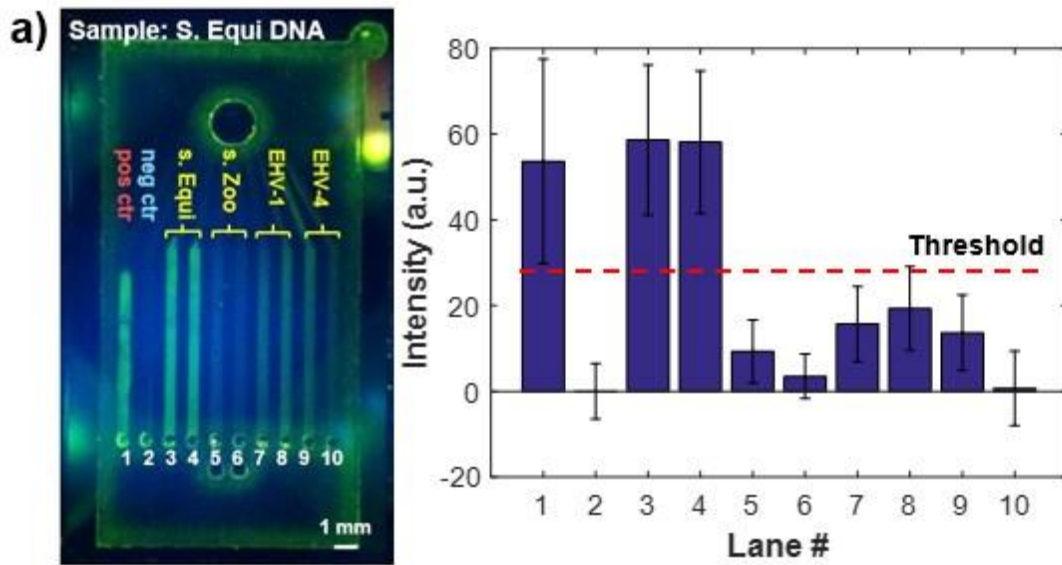 a)
Sample: S. Equi DNA
pos ctr
neg ctr
s. Equi
s. Zoo
EHV-1
EHV-4
1 2 3 4 5 6 7 8 9 10
1 mm
Intensity (a.u.)
80
60
40
20
0
-20
Threshold
1 2 3 4 5 6 7 8 9 10
Lane #